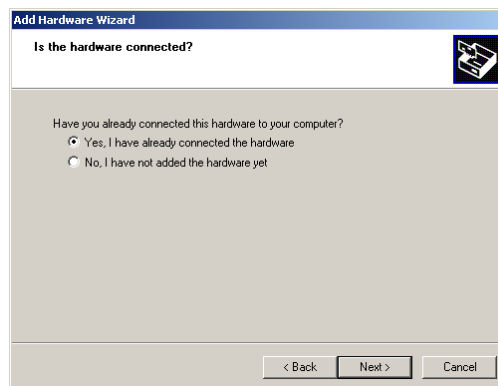 Add Hardware Wizard
Is the hardware connected?
Have you already connected this hardware to your computer?
Yes, I have already connected the hardware
No, I have not added the hardware yet
< Back Next > Cancel